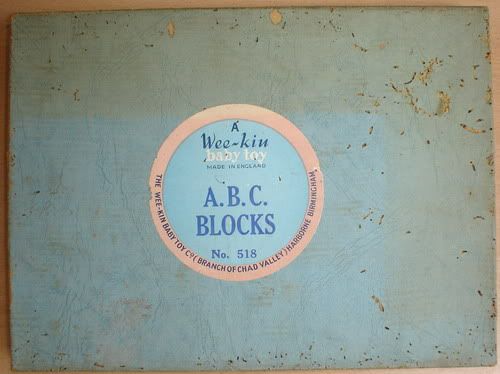 A
Wee-kin
baby toy
MADE IN ENGLAND
A.B.C.
BLOCKS
No. 518
THE WEE-KIN BABY TOY Co. (BRANCH OF CHAD VALLEY) HARBORNE BIRMINGHAM.